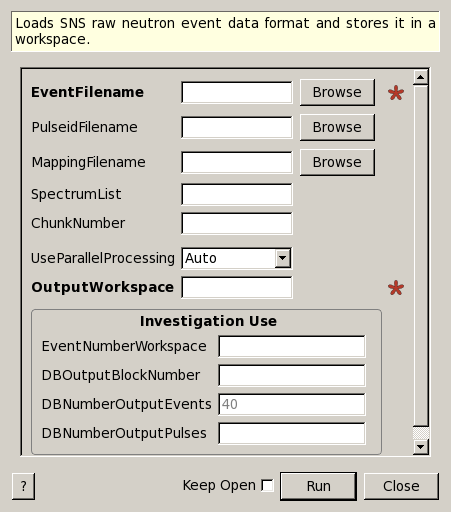 Loads SNS raw neutron event data format and stores it in a
workspace.
EventFilename Browse *
PulseidFilename Browse
MappingFilename Browse
SpectrumList
ChunkNumber
UseParallelProcessing Auto
OutputWorkspace *
Investigation Use
EventNumberWorkspace
DBOutputBlockNumber
DBNumberOutputEvents 40
DBNumberOutputPulses
? Keep Open Run Close